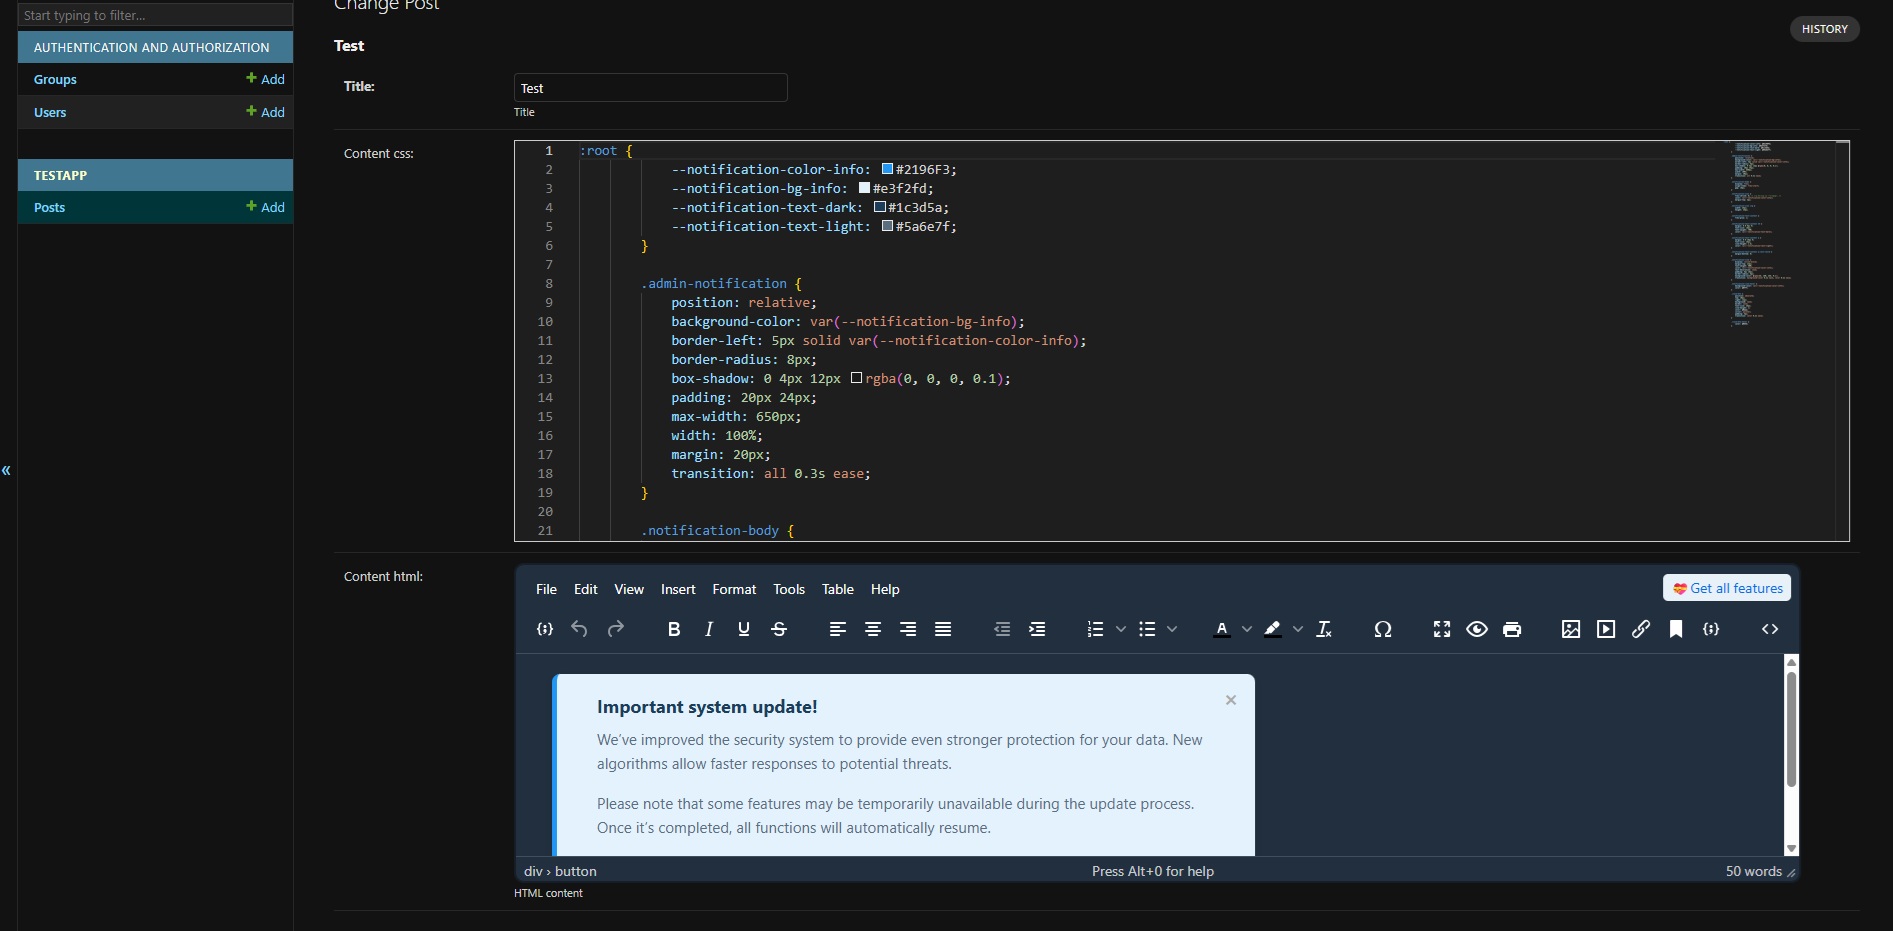 Change Post
Start typing to filter...
AUTHENTICATION AND AUTHORIZATION
Groups
Add
Users
Add
TESTAPP
Posts
Add
«
Test
HISTORY
Title:
Test
Title
Content css:
1 :root {
2 --notification-color-info: #2196F3;
3 --notification-bg-info: #e3f2fd;
4 --notification-text-dark: #1c3d5a;
5 --notification-text-light: #5a6e7f;
6 }
7
8 .admin-notification {
9 position: relative;
10 background-color: var(--notification-bg-info);
11 border-left: 5px solid var(--notification-color-info);
12 border-radius: 8px;
13 box-shadow: 0 4px 12px rgba(0, 0, 0, 0.1);
14 padding: 20px 24px;
15 max-width: 650px;
16 width: 100%;
17 margin: 20px;
18 transition: all 0.3s ease;
19 }
20
21 .notification-body {
Content html:
File Edit View Insert Format Tools Table Help
Get all features
Important system update!
×
We've improved the security system to provide even stronger protection for your data. New
algorithms allow faster responses to potential threats.
Please note that some features may be temporarily unavailable during the update process.
Once it's completed, all functions will automatically resume.
div › button
Press Alt+0 for help
50 words
HTML content